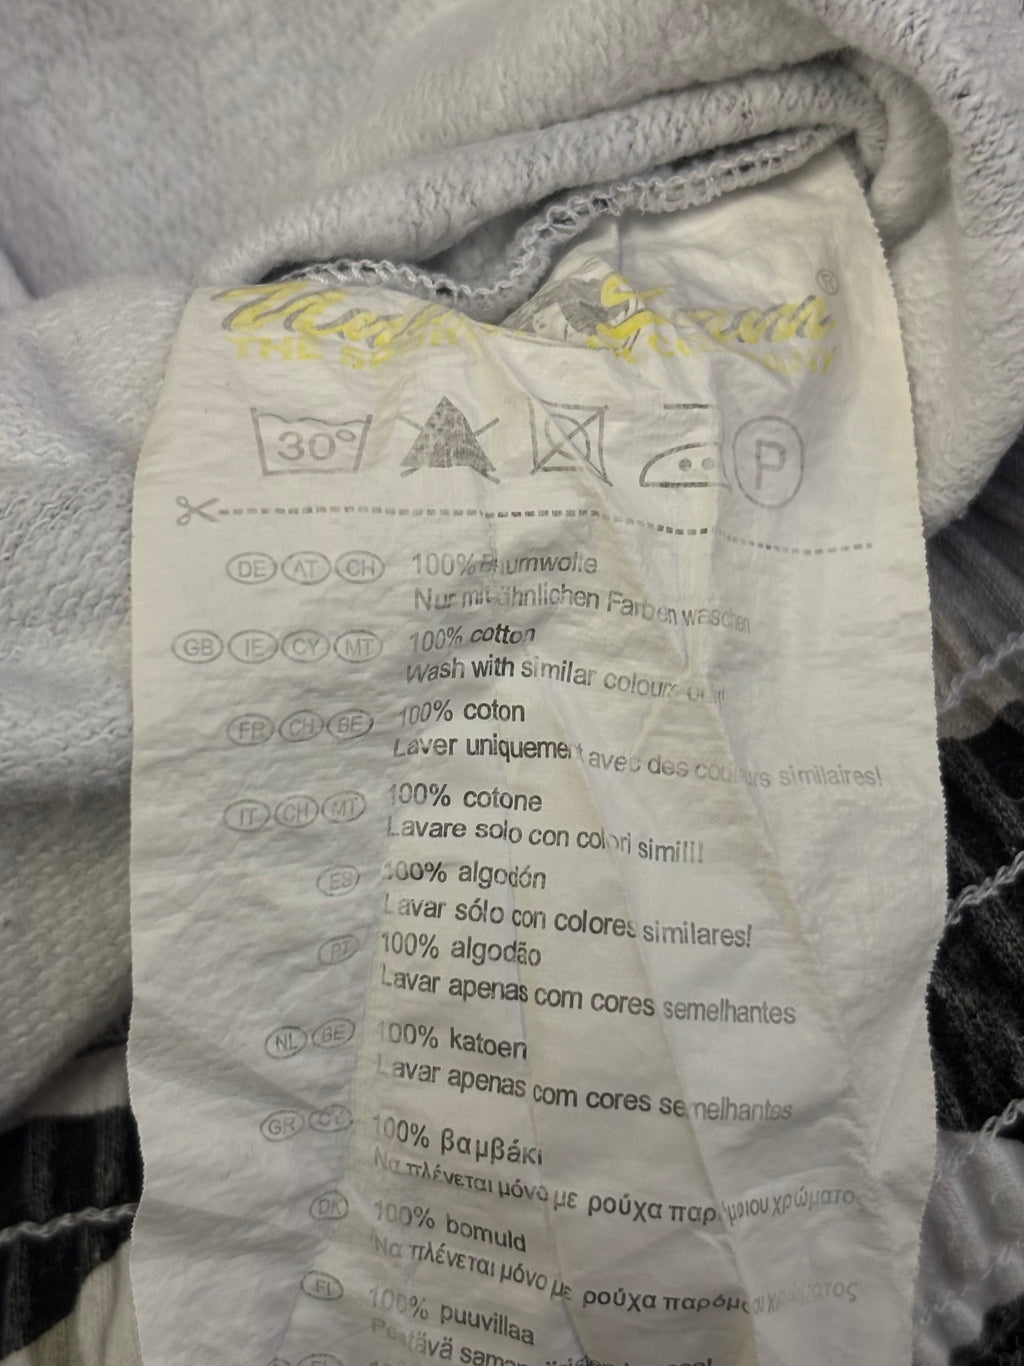 THE
®
30°
P
DE AT CH 100% Baumwolle
Nur mit ähnlichen Farben waschen
GB IE CY MT 100% cotton
Wash with similar colours
FR CH BE 100% coton
Laver uniquement avec des couleurs similaires!
IT CH MT 100% cotone
Lavare solo con colori simili!
ES 100% algodón
Lavar sólo con colores similares!
PT 100% algodão
Lavar apenas com cores semelhantes
NL BE 100% katoen
Lavar apenas com cores semelhantes
GR CY 100% βαμβάκι
Να πλένεται μόνο με ρούχα
DK 100% bomuld
Να πλένεται μόνο με ρούχα
FI 100% puuvillaa
Pestävä